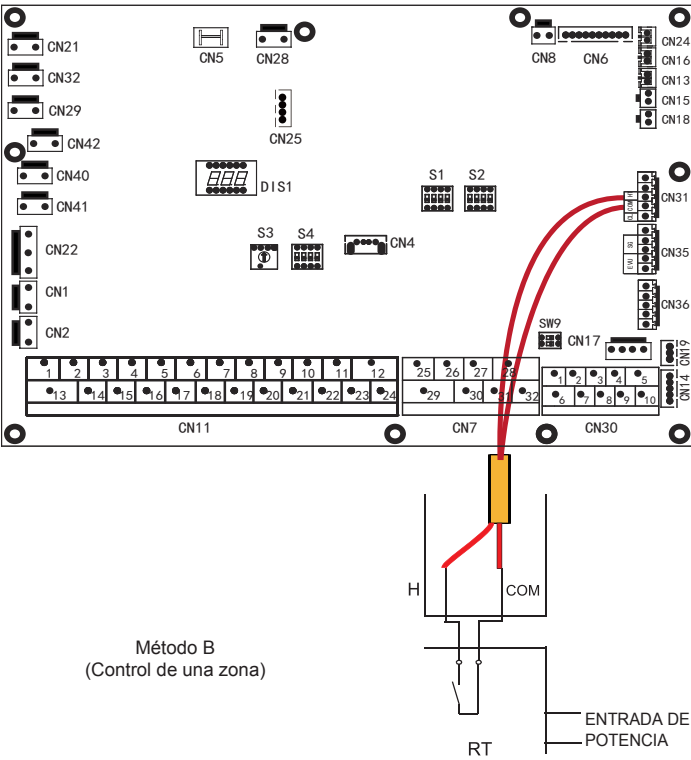 CN21
CN5
CN28
CN8
CN6
CN24
CN16
CN32
CN13
CN15
CN29
CN18
CN25
CN42
CN40
DIS1
S1
S2
CN31
H
COM
CL
CN41
S3
S4
CN4
CN22
SG
EVU
CN35
CN1
CN36
CN2
SW9
CN17
CN19
1 2 3 4 5 6 7 8 9 10 11 12
25 26 27 28
1 2 3 4 5
CN14
13 14 15 16 17 18 19 20 21 22 23 24
29 30 31 32
6 7 8 9 10
CN11
CN7
CN30
H
COM
Método B
(Control de una zona)
RT
ENTRADA DE
POTENCIA